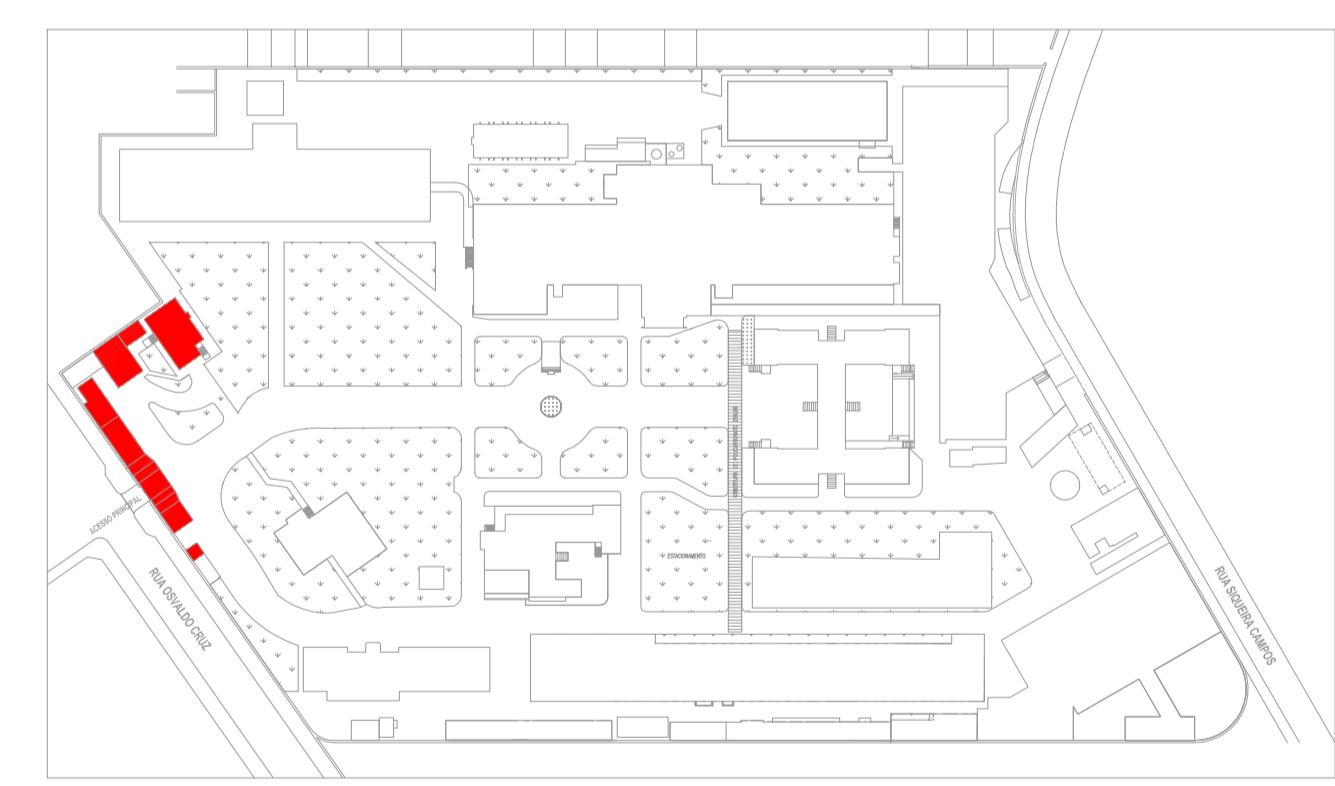 ACESSO PRINCIPAL
RUA OSVALDO CRUZ
ESTACIONAMENTO
RUA SIQUEIRA CAMPOS